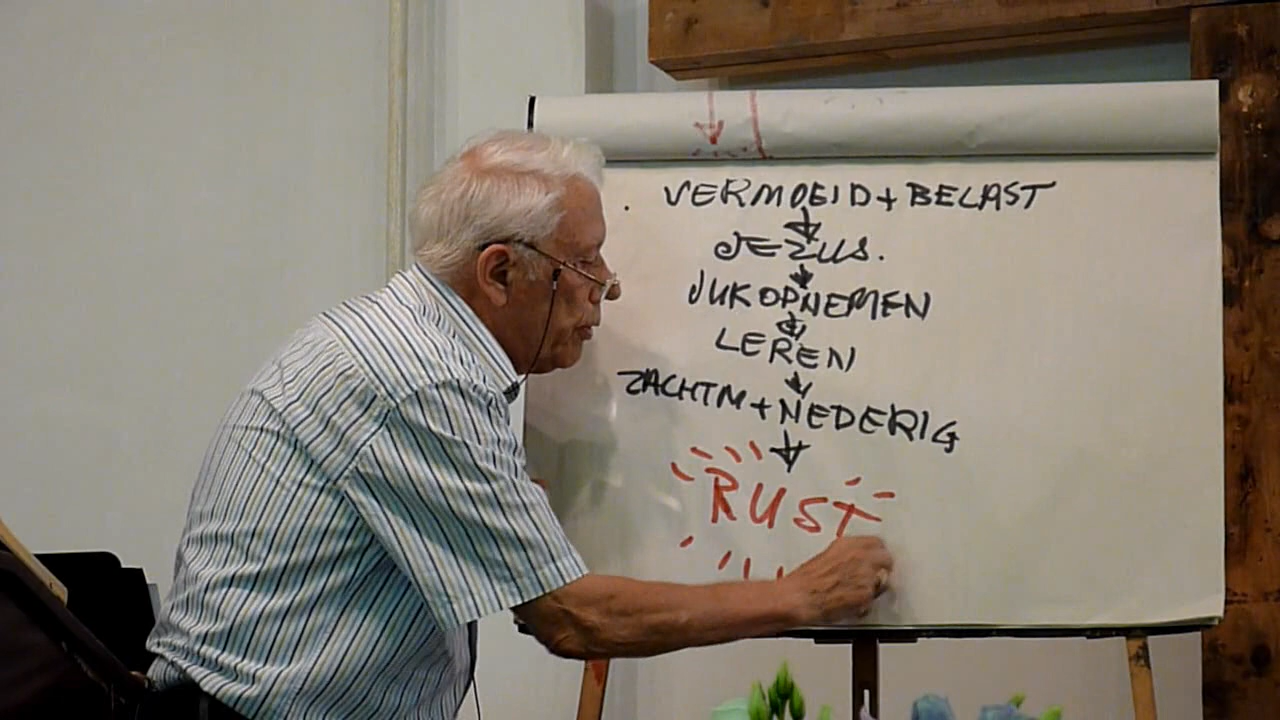 VERMOEID + BELAST
JEZUS.
JUK OPNEMEN
LEREN
ZACHTM + NEDERIG
RUST